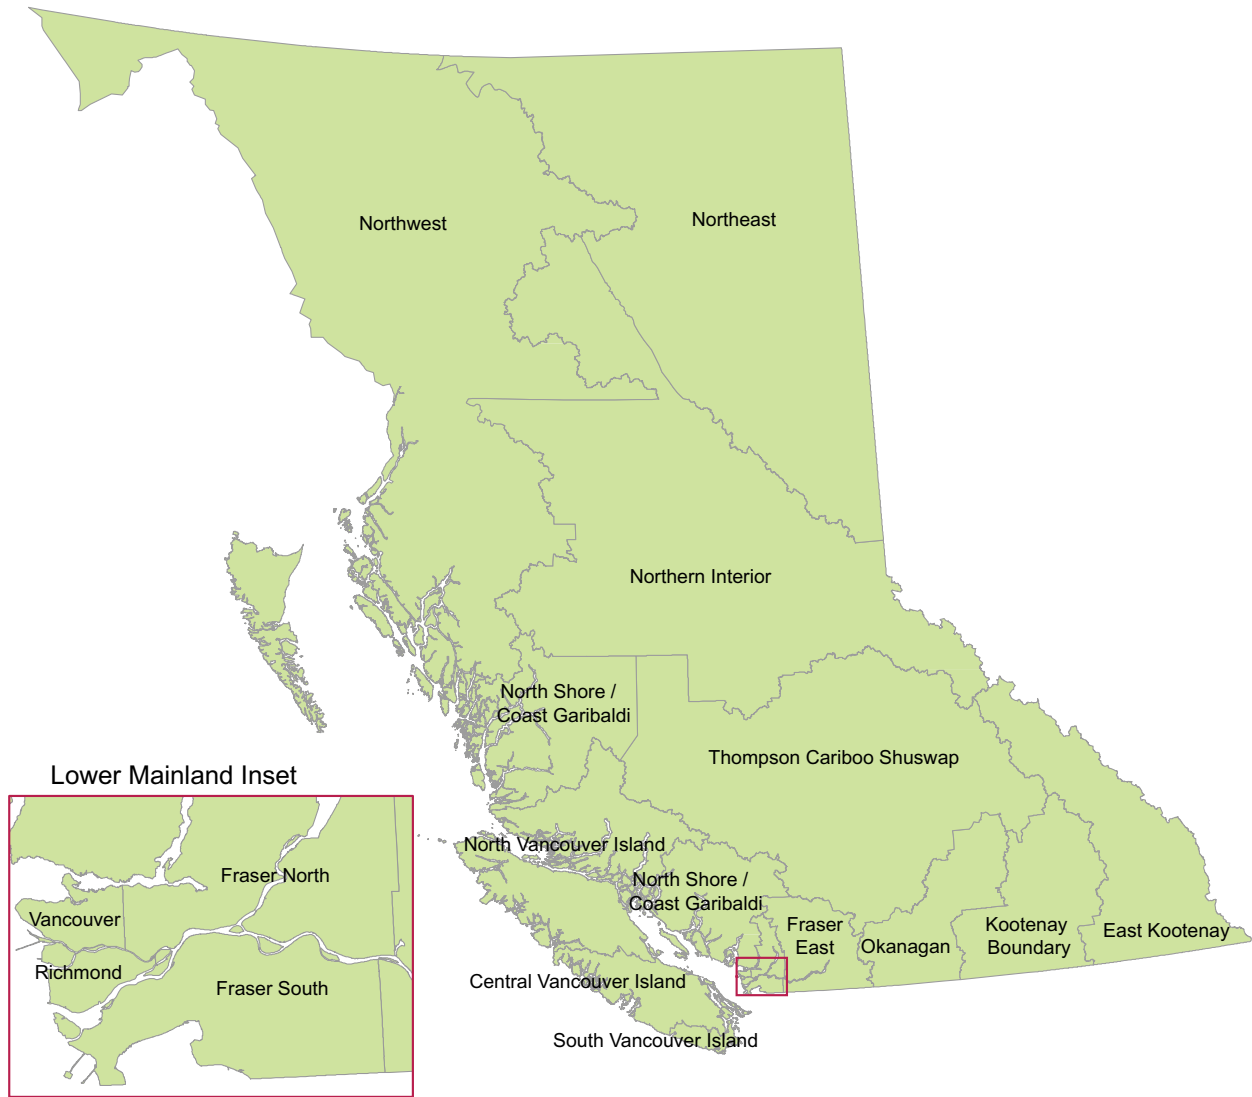 Northwest
Northeast
Northern Interior
North Shore /
Coast Garibaldi
Thompson Cariboo Shuswap
Lower Mainland Inset
North Vancouver Island
Fraser North
North Shore /
Coast Garibaldi
Vancouver
Fraser
East
Okanagan
Kootenay
Boundary
East Kootenay
Richmond
Fraser South
Central Vancouver Island
South Vancouver Island